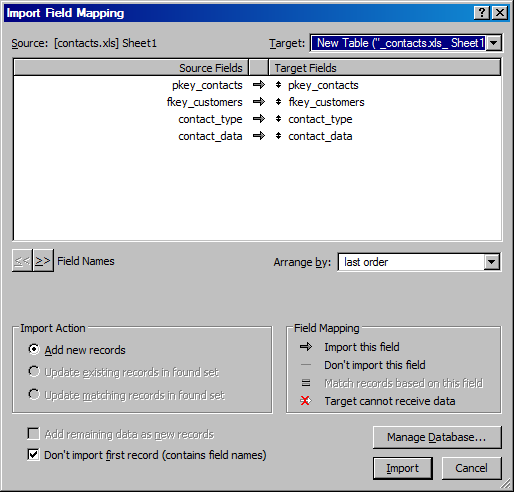 Import Field Mapping
Source: [contacts.xls] Sheet1
Target: New Table ("_contacts.xls_ Sheet1
Source Fields Target Fields
pkey_contacts pkey_contacts
fkey_customers fkey_customers
contact_type contact_type
contact_data contact_data
<< >> Field Names
Arrange by: last order
Import Action
Add new records
Update existing records in found set
Update matching records in found set
Field Mapping
Import this field
Don't import this field
Match records based on this field
Target cannot receive data
Add remaining data as new records
Don't import first record (contains field names)
Manage Database...
Import Cancel